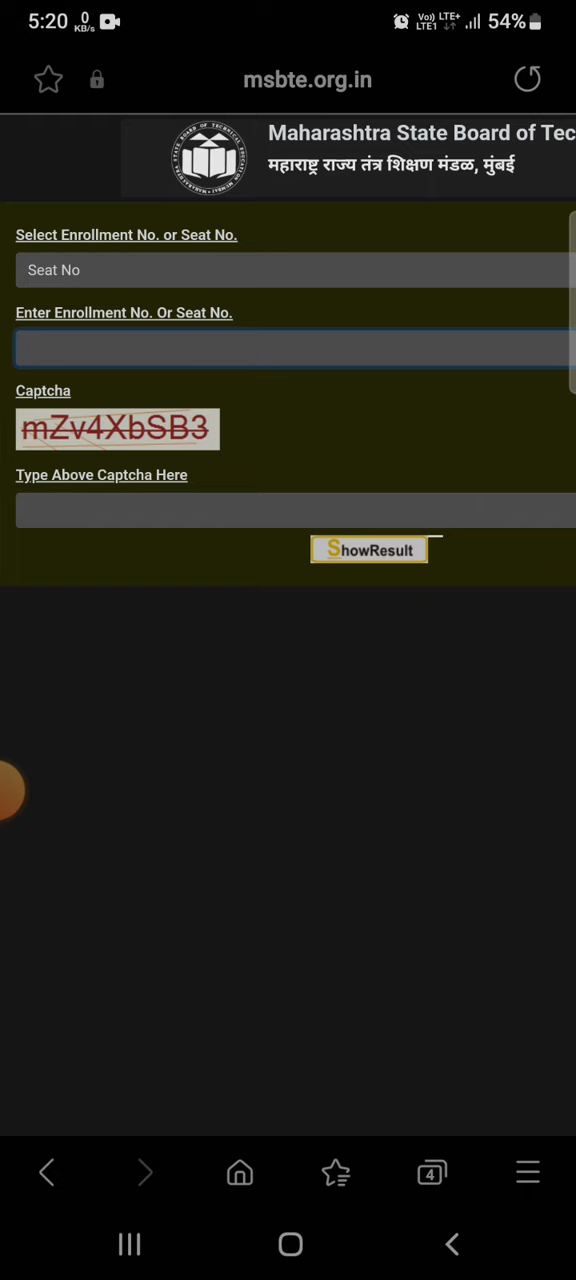 5:20 0 KB/s Vo) LTE1 LTE+ 54%
msbte.org.in
Maharashtra State Board of Tec
महाराष्ट्र राज्य तंत्र शिक्षण मंडळ, मुंबई
Select Enrollment No. or Seat No.
Seat No
Enter Enrollment No. Or Seat No.
Captcha
mZv4XbSB3
Type Above Captcha Here
ShowResult
4